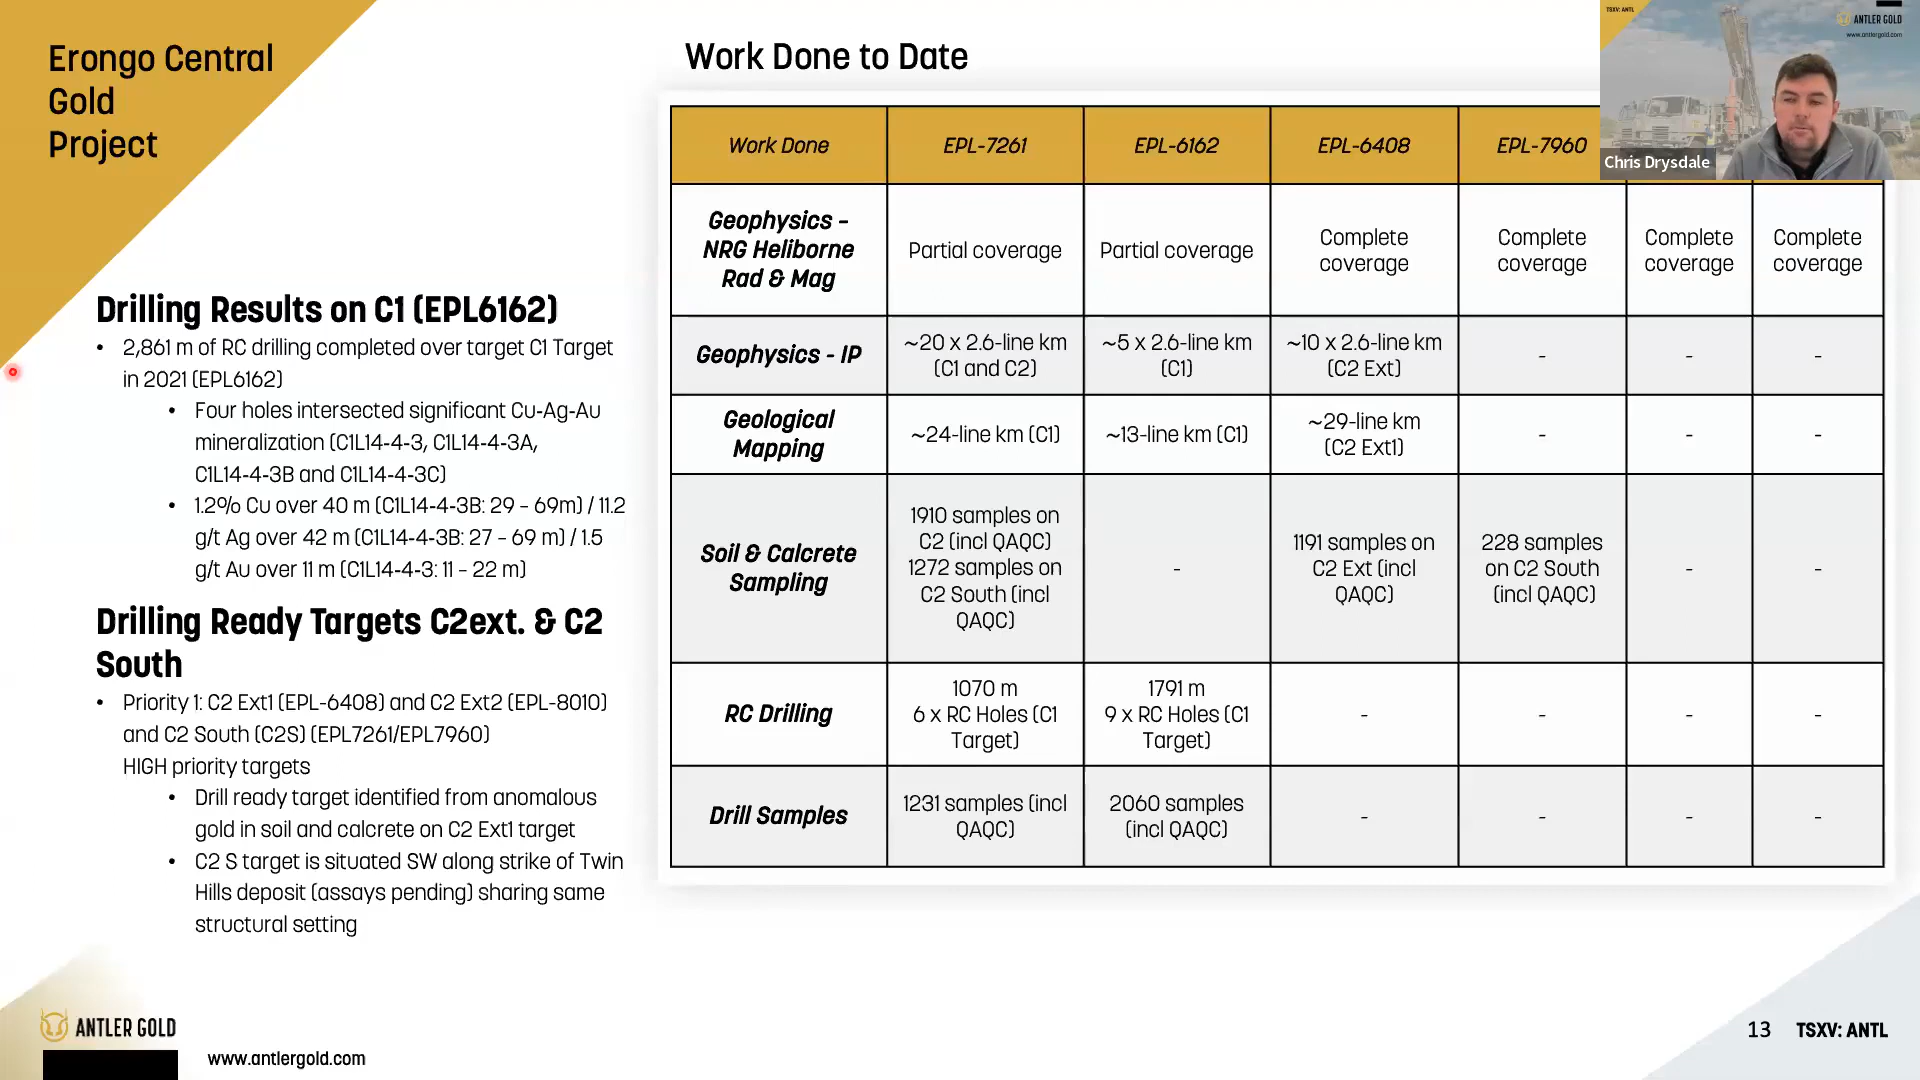 Erongo Central
Gold
Project
Work Done to Date
TSXV: ANTL
ANTLER GOLD
www.antlergold.com
Chris Drysdale
Drilling Results on C1 (EPL6162)
• 2,861 m of RC drilling completed over target C1 Target
in 2021 (EPL6162)
• Four holes intersected significant Cu-Ag-Au
mineralization (C1L14-4-3, C1L14-4-3A,
C1L14-4-3B and C1L14-4-3C)
• 1.2% Cu over 40 m (C1L14-4-3B: 29 – 69m) / 11.2
g/t Ag over 42 m (C1L14-4-3B: 27 – 69 m) / 1.5
g/t Au over 11 m (C1L14-4-3: 11 – 22 m)
Drilling Ready Targets C2ext. & C2
South
• Priority 1: C2 Ext1 (EPL-6408) and C2 Ext2 (EPL-8010)
and C2 South (C2S) (EPL7261/EPL7960)
HIGH priority targets
• Drill ready target identified from anomalous
gold in soil and calcrete on C2 Ext1 target
• C2 S target is situated SW along strike of Twin
Hills deposit (assays pending) sharing same
structural setting
Work Done
EPL-7261
EPL-6162
EPL-6408
EPL-7960
Geophysics –
NRG Heliborne
Rad & Mag
Partial coverage
Partial coverage
Complete
coverage
Complete
coverage
Complete
coverage
Complete
coverage
Geophysics - IP
~20 x 2.6-line km
(C1 and C2)
~5 x 2.6-line km
(C1)
~10 x 2.6-line km
(C2 Ext)
-
-
-
Geological
Mapping
~24-line km (C1)
~13-line km (C1)
~29-line km
(C2 Ext1)
-
-
-
Soil & Calcrete
Sampling
1910 samples on
C2 (incl QAQC)
1272 samples on
C2 South (incl
QAQC)
-
1191 samples on
C2 Ext (incl
QAQC)
228 samples
on C2 South
(incl QAQC)
-
-
RC Drilling
1070 m
6 x RC Holes (C1
Target)
1791 m
9 x RC Holes (C1
Target)
-
-
-
-
Drill Samples
1231 samples (incl
QAQC)
2060 samples
(incl QAQC)
-
-
-
-
ANTLER GOLD
www.antlergold.com
13
TSXV: ANTL